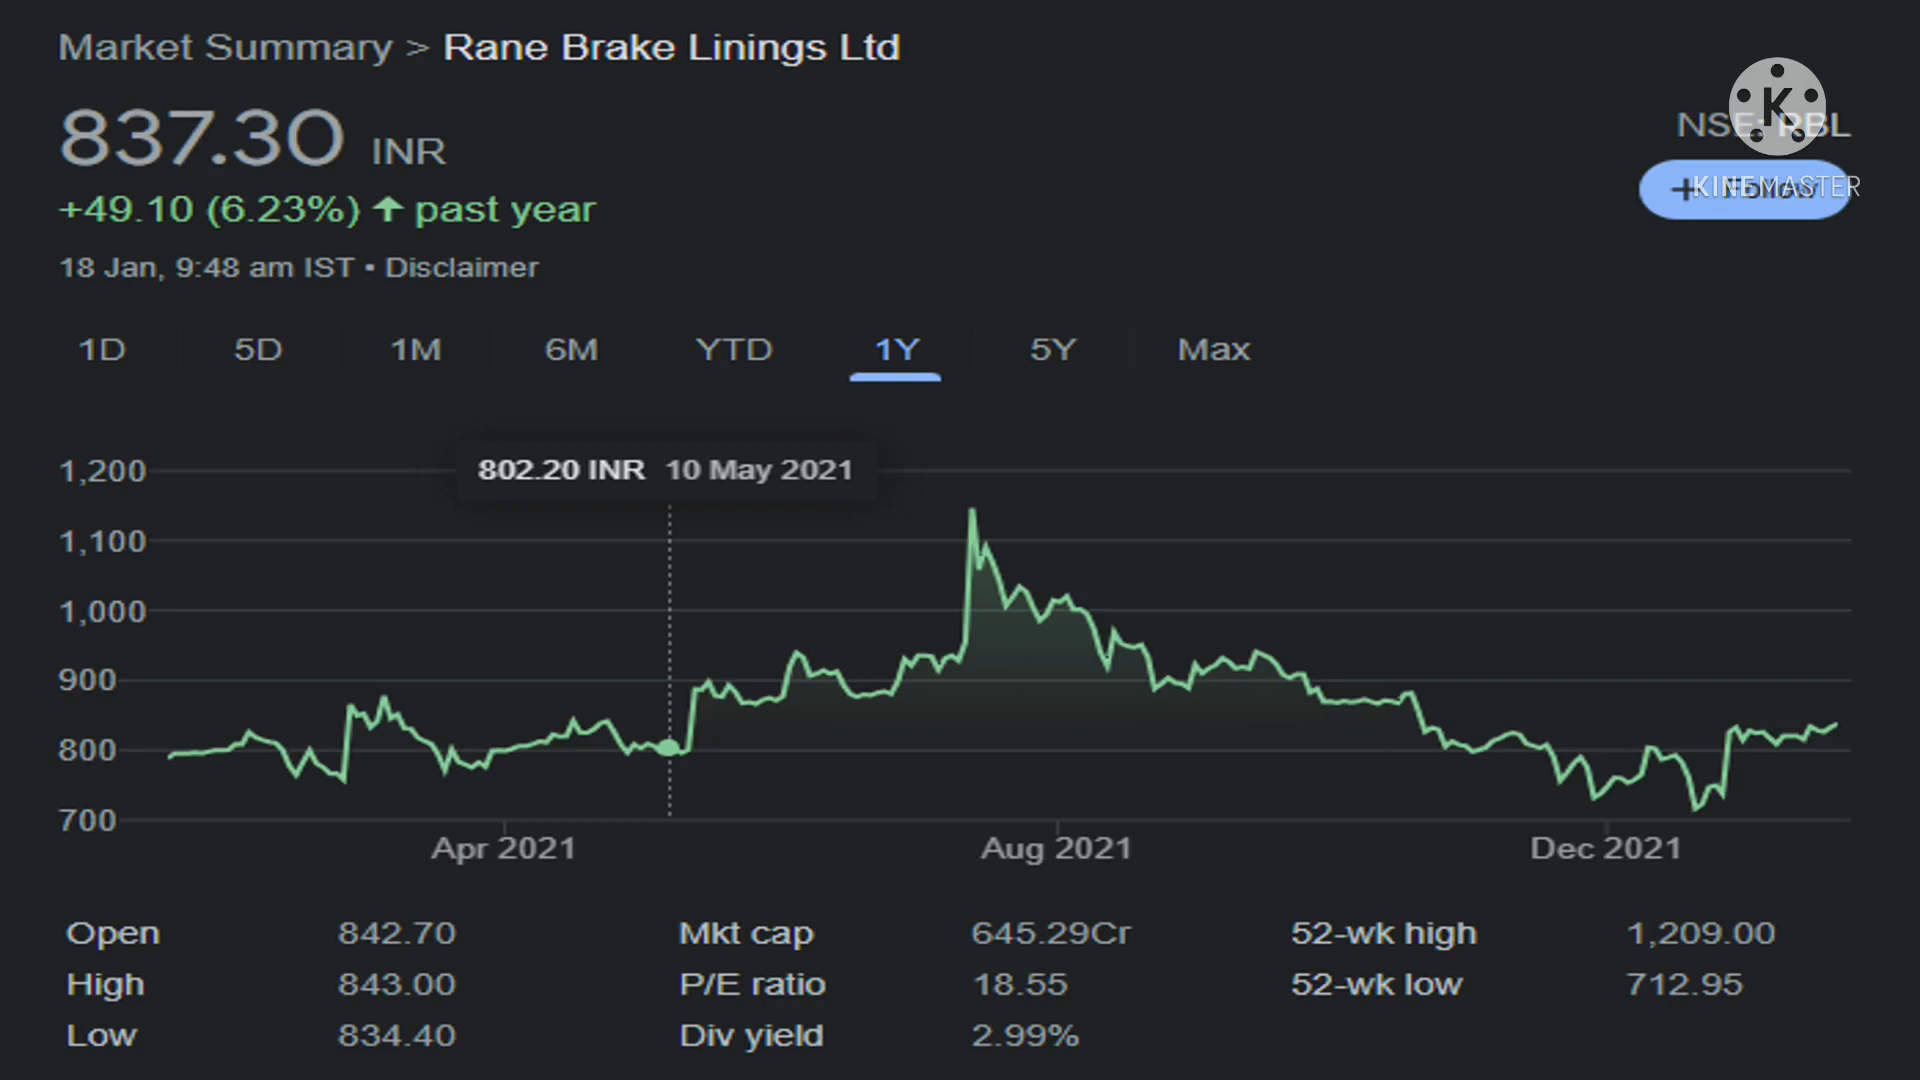 Market Summary > Rane Brake Linings Ltd
837.30 INR
NSE: RBL
K
+49.10 (6.23%) ↑ past year
+ Follow
KINEMASTER
18 Jan, 9:48 am IST • Disclaimer
1D 5D 1M 6M YTD 1Y 5Y Max
802.20 INR 10 May 2021
1,200
1,100
1,000
900
800
700
Apr 2021 Aug 2021 Dec 2021
Open 842.70 Mkt cap 645.29Cr 52-wk high 1,209.00
High 843.00 P/E ratio 18.55 52-wk low 712.95
Low 834.40 Div yield 2.99%